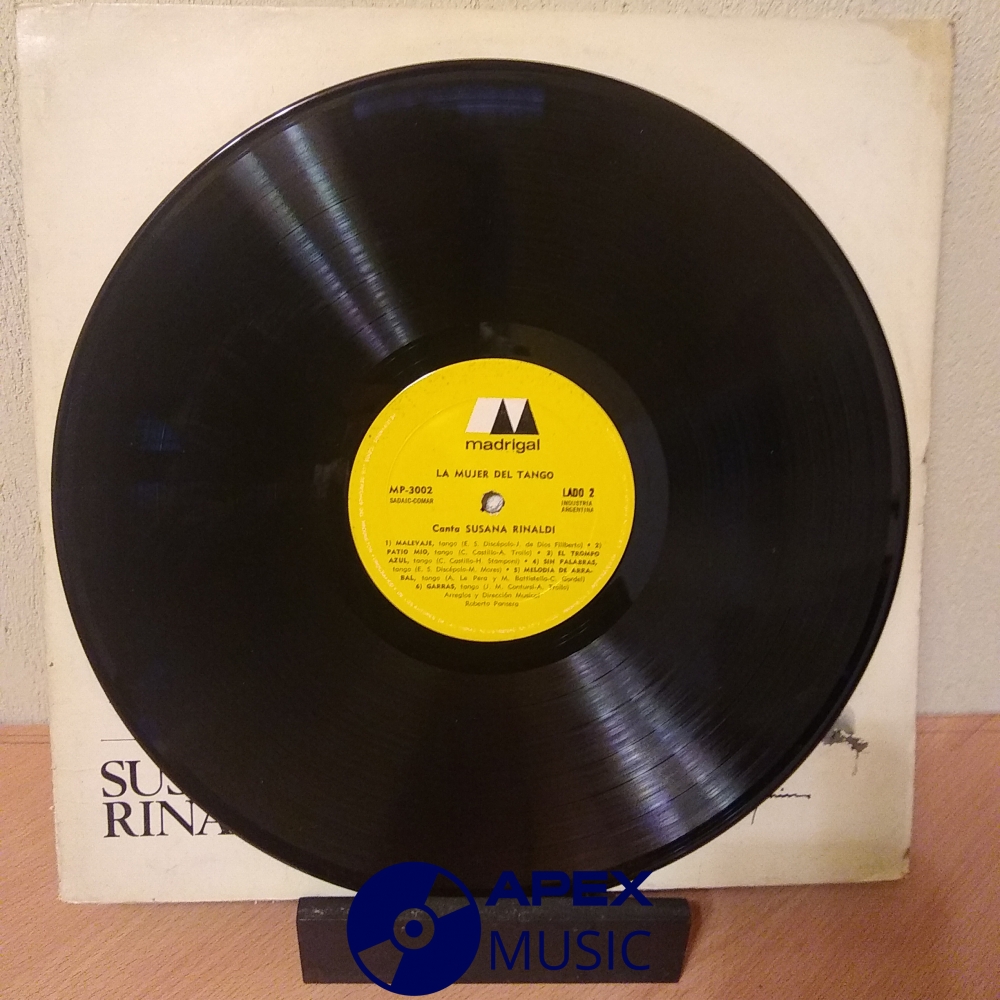 madrigal
LA MUJER DEL TANGO
MP-3002
SADAIC-COMAR
LADO 2
INDUSTRIA
ARGENTINA
Canta SUSANA RINALDI
1) MALEVAJE, tango (E. S. Discépolo-J. de Dios Filiberto) • 2)
PATIO MIO, tango (C. Castillo-A. Troilo) • 3) EL TROMPO
AZUL, tango (C. Castillo-H. Stamponi) • 4) SIN PALABRAS,
tango (E. S. Discépolo-M. Mores) • 5) MELODIA DE ARRA-
BAL, tango (A. Le Pera y M. Battistella-C. Gardel)
6) GARRAS, tango (J. M. Contursi-A. Troilo)
Arreglos y Dirección Musical
Roberto Pansera
SUS
RINA
APEX
MUSIC